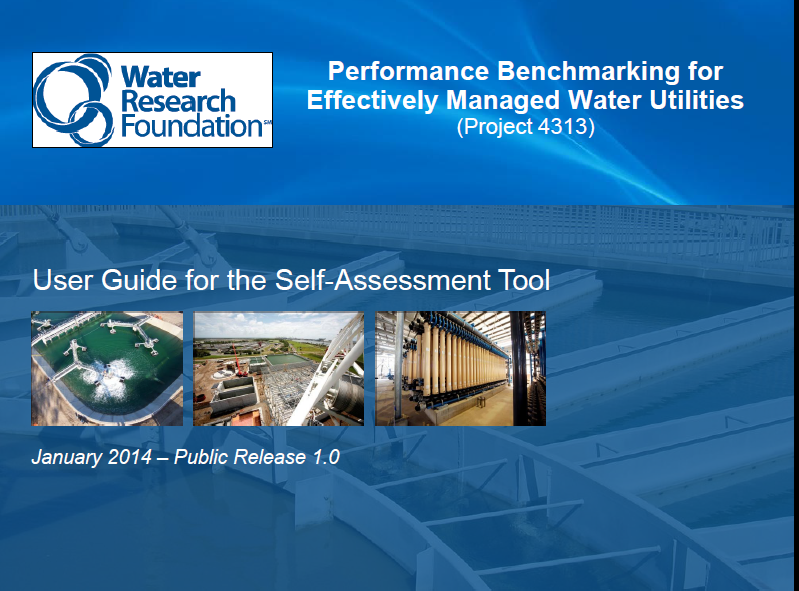 Water
Research
Foundation℠
Performance Benchmarking for
Effectively Managed Water Utilities
(Project 4313)
User Guide for the Self-Assessment Tool
January 2014 – Public Release 1.0